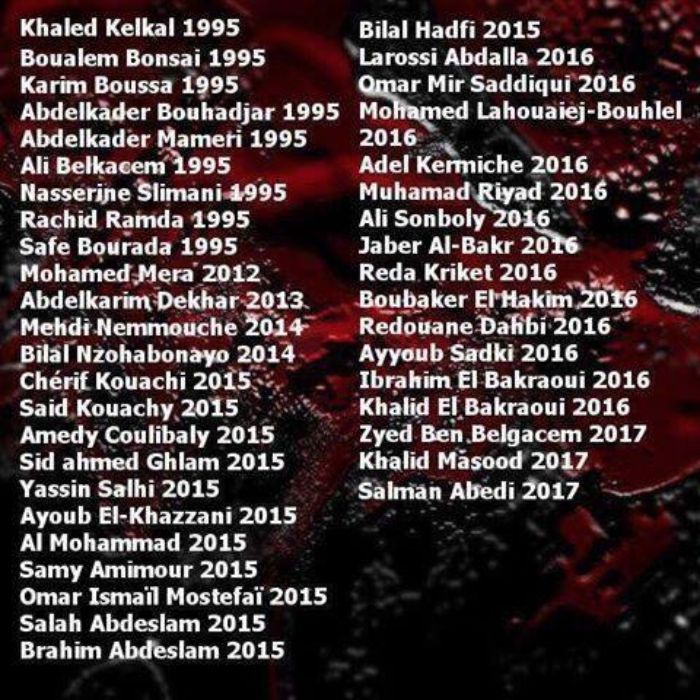 Khaled Kelkal 1995
Boualem Bonsai 1995
Karim Boussa 1995
Abdelkader Bouhadjar 1995
Abdelkader Mameri 1995
Ali Belkacem 1995
Nasserine Slimani 1995
Rachid Ramda 1995
Safe Bourada 1995
Mohamed Mera 2012
Abdelkarim Dekhar 2013
Mehdi Nemmouche 2014
Bilal Nzohabonayo 2014
Chérif Kouachi 2015
Said Kouachy 2015
Amedy Coulibaly 2015
Sid ahmed Ghlam 2015
Yassin Salhi 2015
Ayoub El-Khazzani 2015
Al Mohammad 2015
Samy Amimour 2015
Omar Ismaïl Mostefaï 2015
Salah Abdeslam 2015
Brahim Abdeslam 2015
Bilal Hadfi 2015
Larossi Abdalla 2016
Omar Mir Saddiqui 2016
Mohamed Lahouaiej-Bouhlel
2016
Adel Kermiche 2016
Muhamad Riyad 2016
Ali Sonboly 2016
Jaber Al-Bakr 2016
Reda Kriket 2016
Boubaker El Hakim 2016
Redouane Dahbi 2016
Ayyoub Sadki 2016
Ibrahim El Bakraoui 2016
Khalid El Bakraoui 2016
Zyed Ben Belgacem 2017
Khalid Masood 2017
Salman Abedi 2017